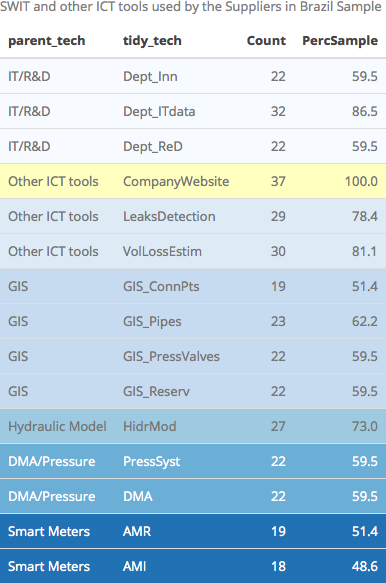 SWIT and other ICT tools used by the Suppliers in Brazil Sample
parent_tech tidy_tech Count PercSample
IT/R&D Dept_Inn 22 59.5
IT/R&D Dept_ITdata 32 86.5
IT/R&D Dept_ReD 22 59.5
Other ICT tools CompanyWebsite 37 100.0
Other ICT tools LeaksDetection 29 78.4
Other ICT tools VolLossEstim 30 81.1
GIS GIS_ConnPts 19 51.4
GIS GIS_Pipes 23 62.2
GIS GIS_PressValves 22 59.5
GIS GIS_Reserv 22 59.5
Hydraulic Model HidrMod 27 73.0
DMA/Pressure PressSyst 22 59.5
DMA/Pressure DMA 22 59.5
Smart Meters AMR 19 51.4
Smart Meters AMI 18 48.6